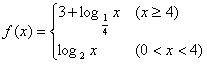 f(x) = { 3 + log_{1/4} x (x ≥ 4)
log_2 x (0 < x < 4)